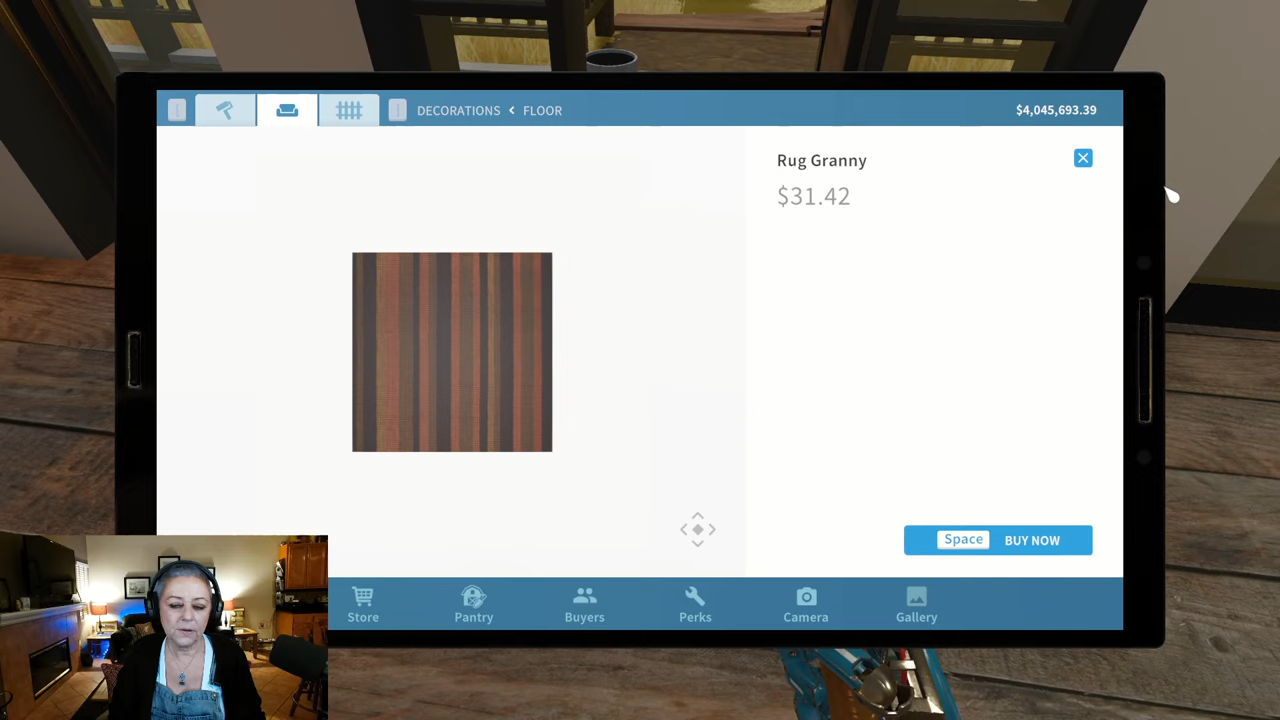 DECORATIONS < FLOOR
$4,045,693.39
Rug Granny
$31.42
Space BUY NOW
Store
Pantry
Buyers
Perks
Camera
Gallery